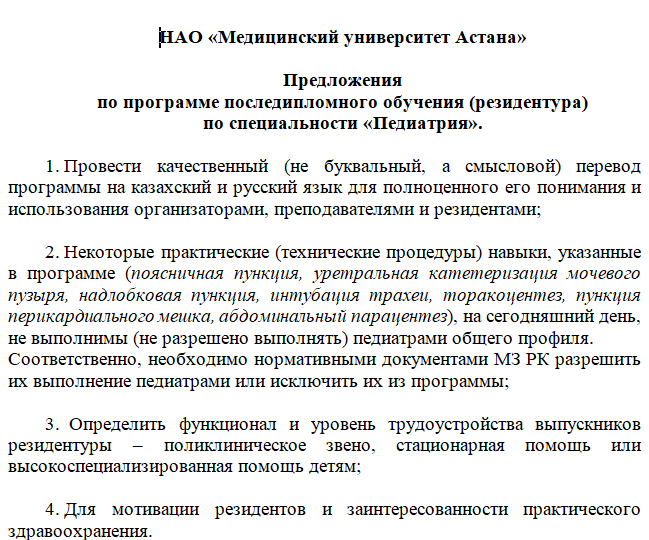 НАО «Медицинский университет Астана»
Предложения
по программе последипломного обучения (резидентура)
по специальности «Педиатрия».
1. Провести качественный (не буквальный, а смысловой) перевод
программы на казахский и русский язык для полноценного его понимания и
использования организаторами, преподавателями и резидентами;
2. Некоторые практические (технические процедуры) навыки, указанные
в программе (поясничная пункция, уретральная катетеризация мочевого
пузыря, надлобковая пункция, интубация трахеи, торакоцентез, пункция
перикардиального мешка, абдоминальный парацентез), на сегодняшний день,
не выполнимы (не разрешено выполнять) педиатрами общего профиля.
Соответственно, необходимо нормативными документами МЗ РК разрешить
их выполнение педиатрами или исключить их из программы;
3. Определить функционал и уровень трудоустройства выпускников
резидентуры – поликлиническое звено, стационарная помощь или
высокоспециализированная помощь детям;
4. Для мотивации резидентов и заинтересованности практического
здравоохранения.